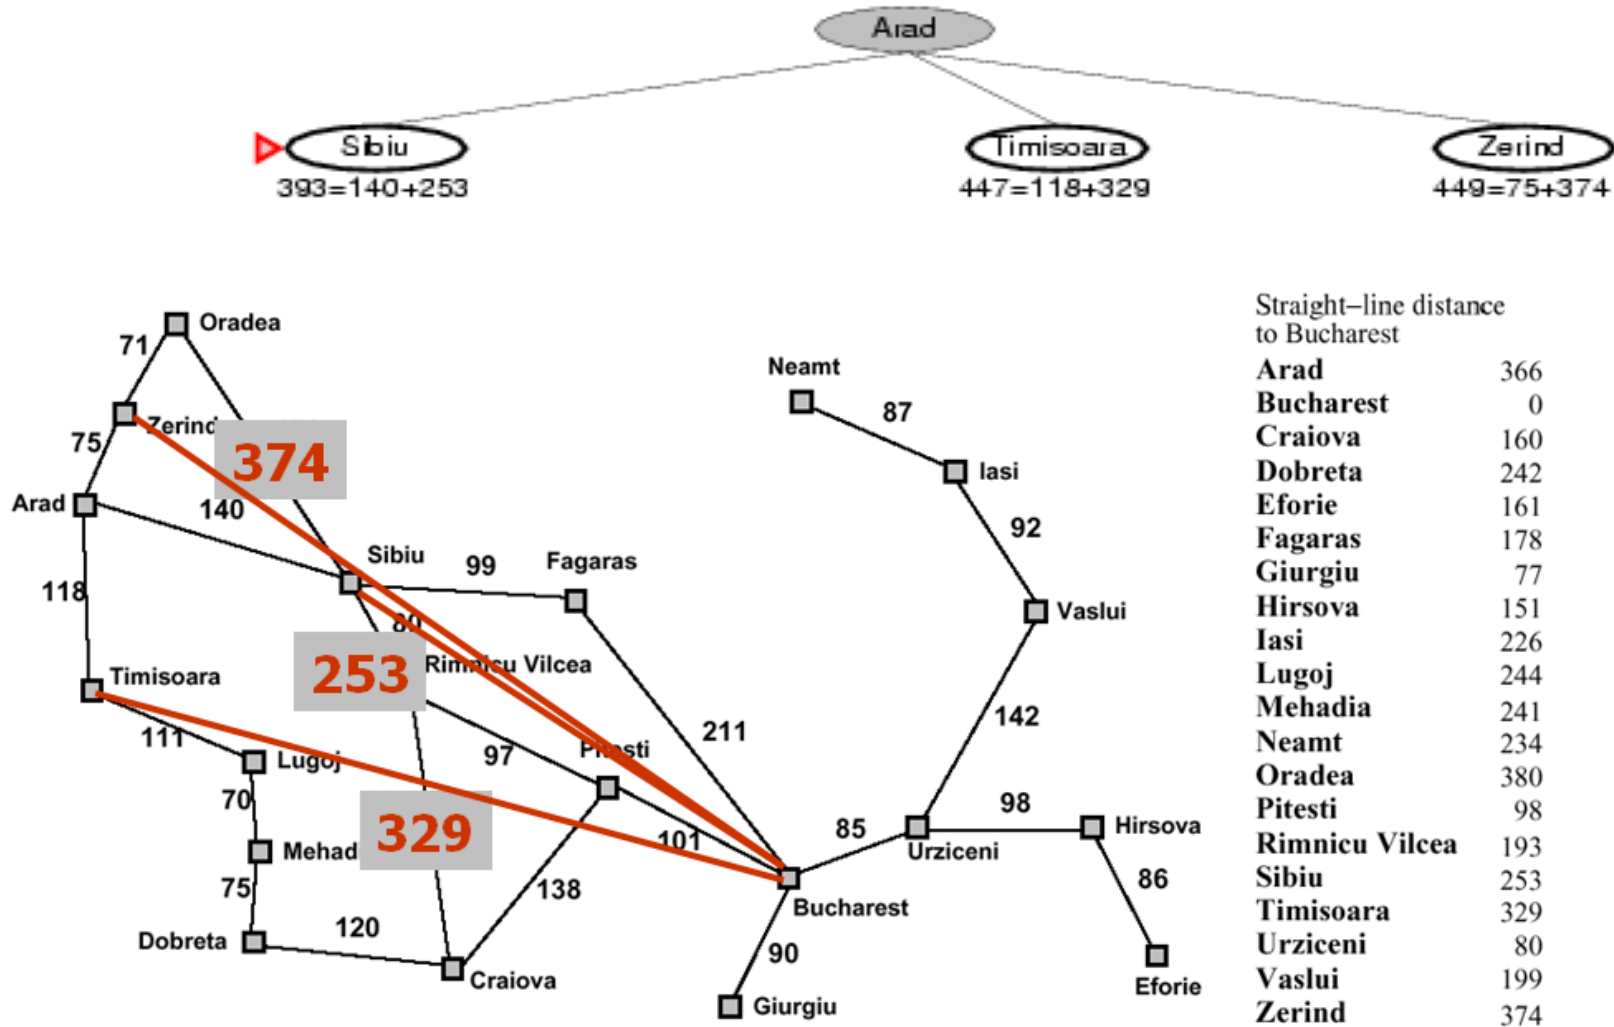 Arad
Sibiu
Timisoara
Zerind
393=140+253
447=118+329
449=75+374
Oradea
71
Zerind
75
374
Arad
140
118
Sibiu
99
Fagaras
80
253
Rimnicu Vilcea
Timisoara
111
Lugoj
97
Pitesti
211
70
329
Mehadi
101
75
138
Dobreta
120
Craiova
Neamt
87
Iasi
92
Vaslui
142
85
98
Urziceni
Hirsova
86
Bucharest
90
Giurgiu
Eforie
Straight–line distance
to Bucharest
Arad 366
Bucharest 0
Craiova 160
Dobreta 242
Eforie 161
Fagaras 178
Giurgiu 77
Hirsova 151
Iasi 226
Lugoj 244
Mehadia 241
Neamt 234
Oradea 380
Pitesti 98
Rimnicu Vilcea 193
Sibiu 253
Timisoara 329
Urziceni 80
Vaslui 199
Zerind 374